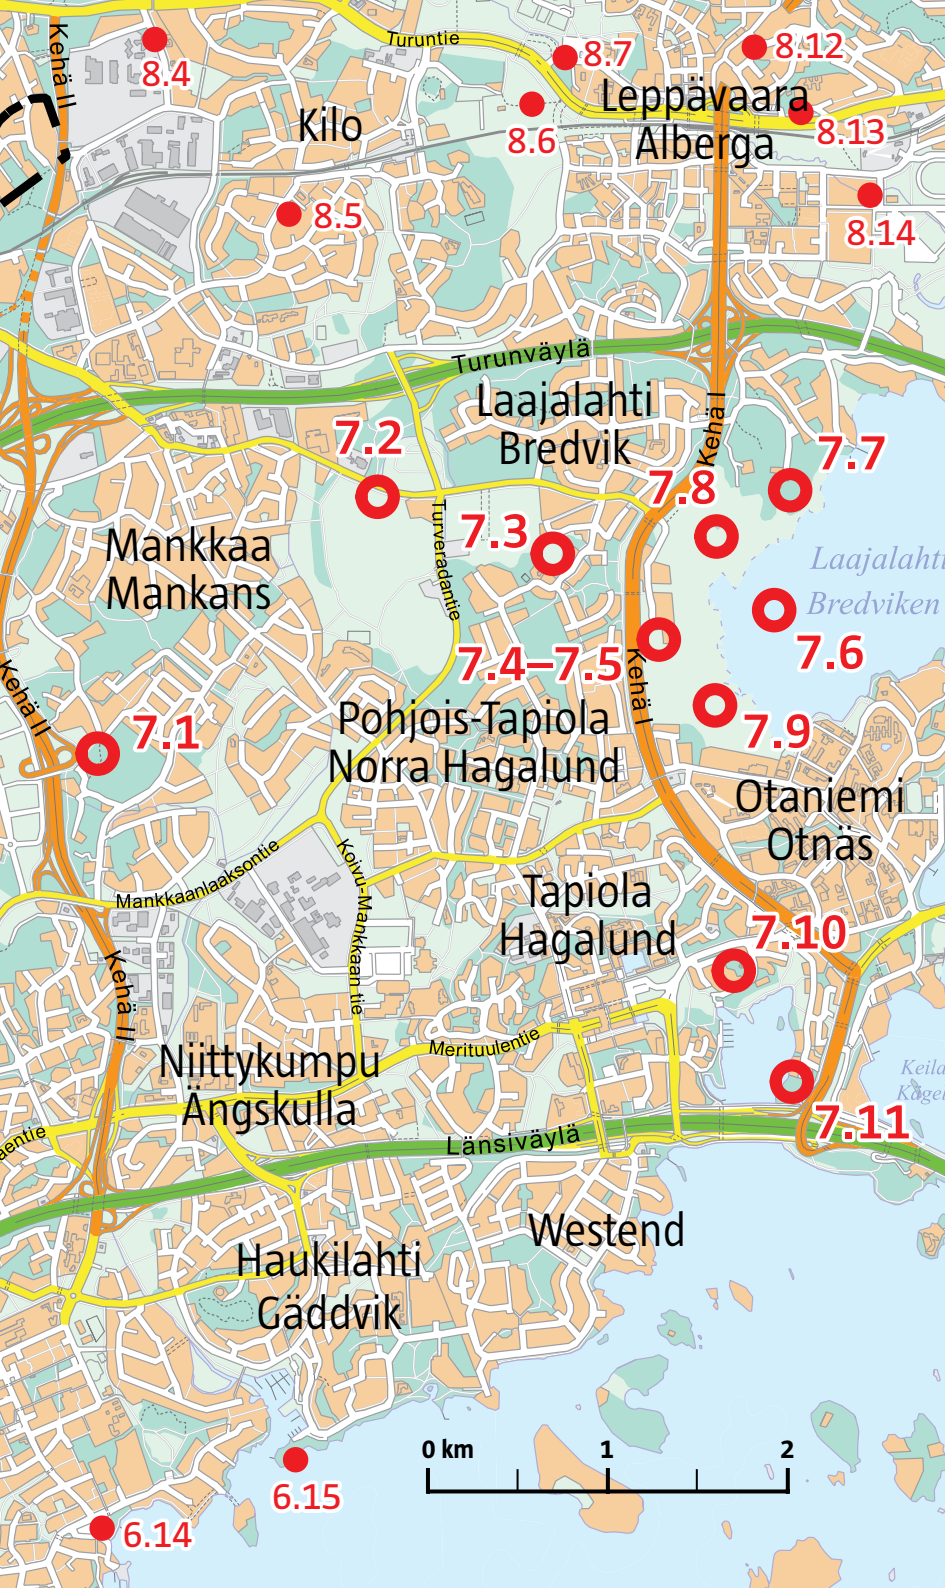 Kehä II
8.4
Turuntie
8.7
8.12
Kilo
8.6
Leppävaara
Alberga
8.13
8.5
8.14
Turunväylä
Laajalahti
Bredvik
Kehä I
7.2
7.7
7.8
Turveradantie
7.3
Mankkaa
Mankans
Laajalahti
Bredviken
7.6
7.4–7.5
Kehä I
Kehä II
7.1
Pohjois-Tapiola
Norra Hagalund
7.9
Otaniemi
Otnäs
Mankkaanlaaksontie
Koivu-Mankkaan tie
Tapiola
Hagalund
7.10
Kehä II
Merituulentie
Niittykumpu
Ängskulla
Keila
Kägel
7.11
aentie
Länsiväylä
Westend
Haukilahti
Gäddvik
0 km 1 2
6.15
6.14